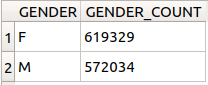 GENDER GENDER_COUNT
1 F 619329
2 M 572034